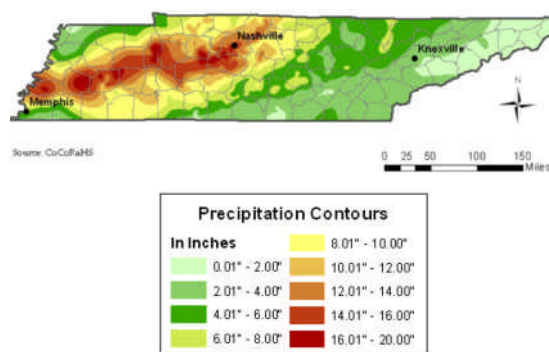 Nashville
Knoxville
Memphis
N
Source: CoCoRaHS
0 25 50 100 150
Miles
Precipitation Contours
In Inches
0.01" - 2.00"
2.01" - 4.00"
4.01" - 6.00"
6.01" - 8.00"
8.01" - 10.00"
10.01" - 12.00"
12.01" - 14.00"
14.01" - 16.00"
16.01" - 20.00"